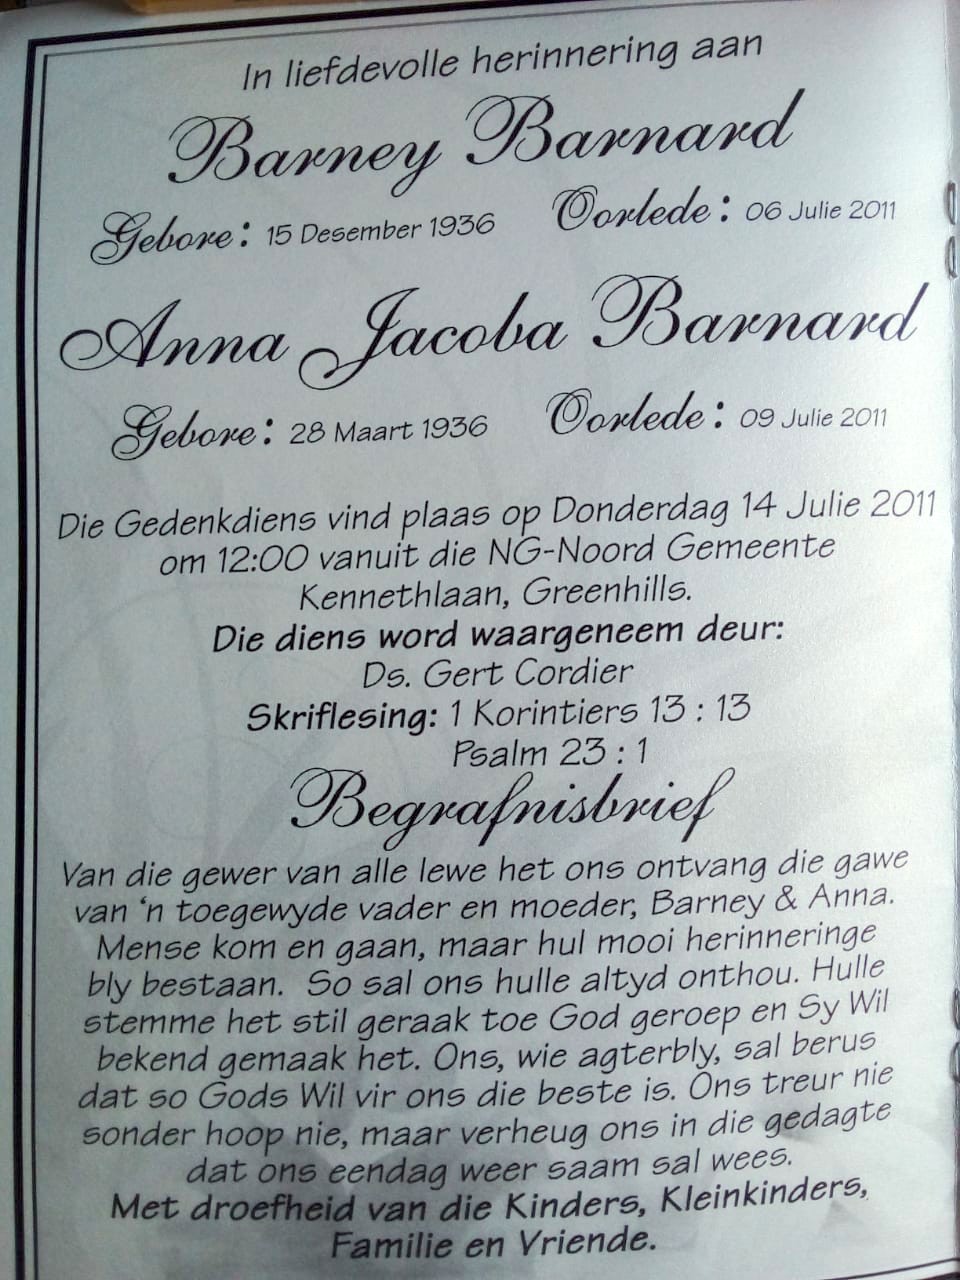 In liefdevolle herinnering aan
Barney Barnard
Gebore: 15 Desember 1936 Oorlede: 06 Julie 2011
Anna Jacoba Barnard
Gebore: 28 Maart 1936 Oorlede: 09 Julie 2011
Die Gedenkdiens vind plaas op Donderdag 14 Julie 2011
om 12:00 vanuit die NG-Noord Gemeente
Kennethlaan, Greenhills.
Die diens word waargeneem deur:
Ds. Gert Cordier
Skriflesing: 1 Korintiers 13 : 13
Psalm 23 : 1
Begrafnisbrief
Van die gewer van alle lewe het ons ontvang die gawe
van ‘n toegewyde vader en moeder, Barney & Anna.
Mense kom en gaan, maar hul mooi herinneringe
bly bestaan. So sal ons hulle altyd onthou. Hulle
stemme het stil geraak toe God geroep en Sy Wil
bekend gemaak het. Ons, wie agterbly, sal berus
dat so Gods Wil vir ons die beste is. Ons treur nie
sonder hoop nie, maar verheug ons in die gedagte
dat ons eendag weer saam sal wees.
Met droefheid van die Kinders, Kleinkinders,
Familie en Vriende.